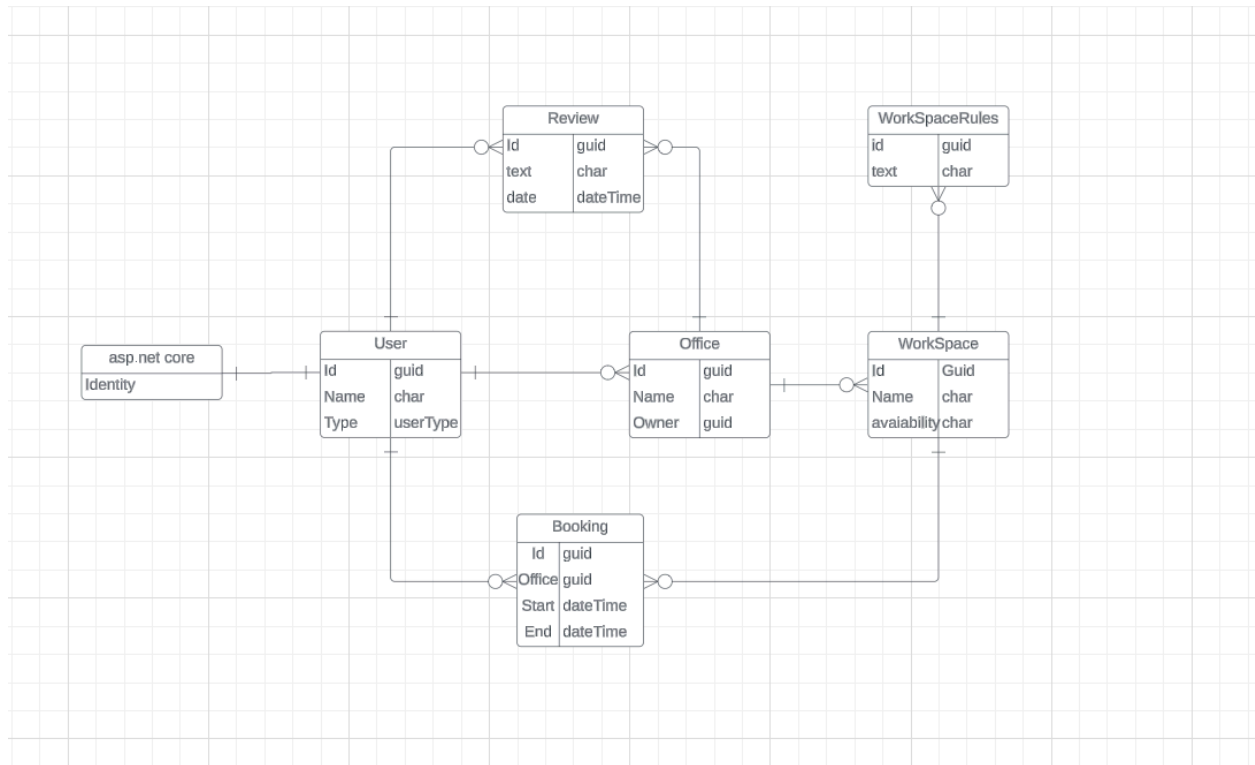 Review
Id guid
text char
date dateTime
WorkSpaceRules
id guid
text char
asp.net core
Identity
User
Id guid
Name char
Type userType
Office
Id guid
Name char
Owner guid
WorkSpace
Id Guid
Name char
avaiability char
Booking
Id guid
Office guid
Start dateTime
End dateTime